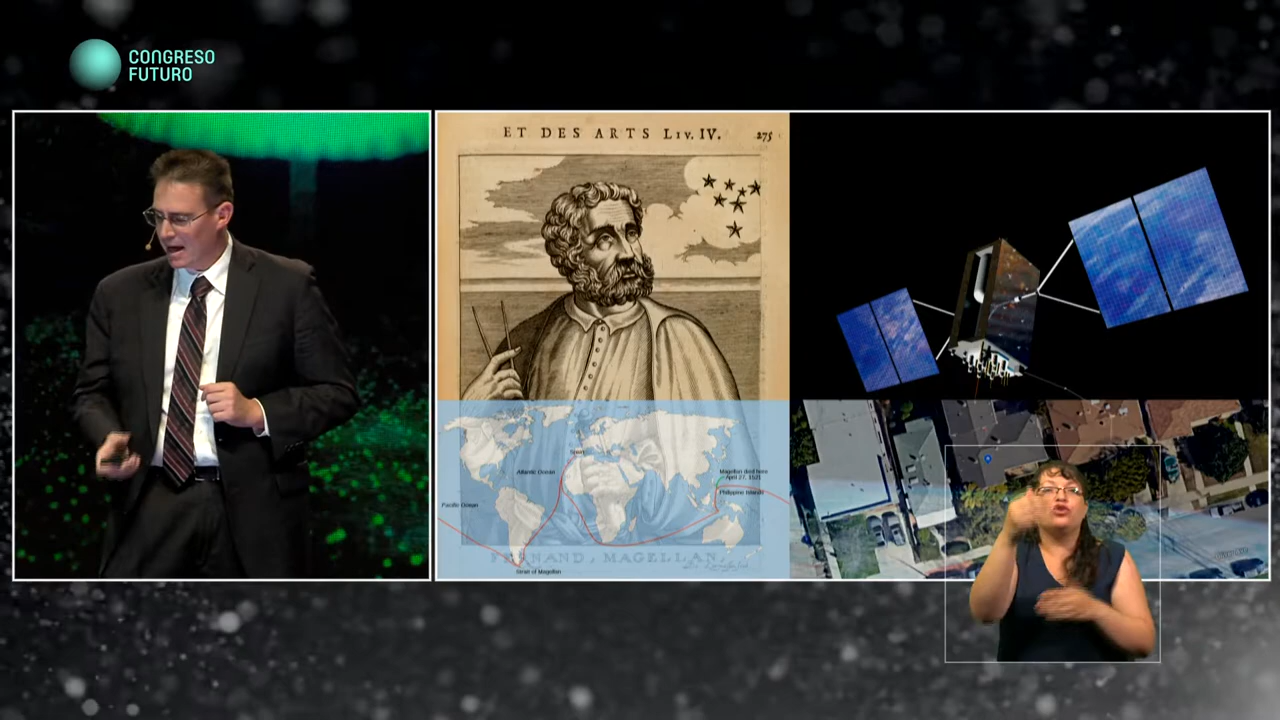 CONGRESO
FUTURO
ET DES ARTS LIV. IV.
275
Spain
Atlantic Ocean
Magellan died here
April 27, 1521
Philippine Islands
Pacific Ocean
FERNAND, MAGELLAN.
Strait of Magellan